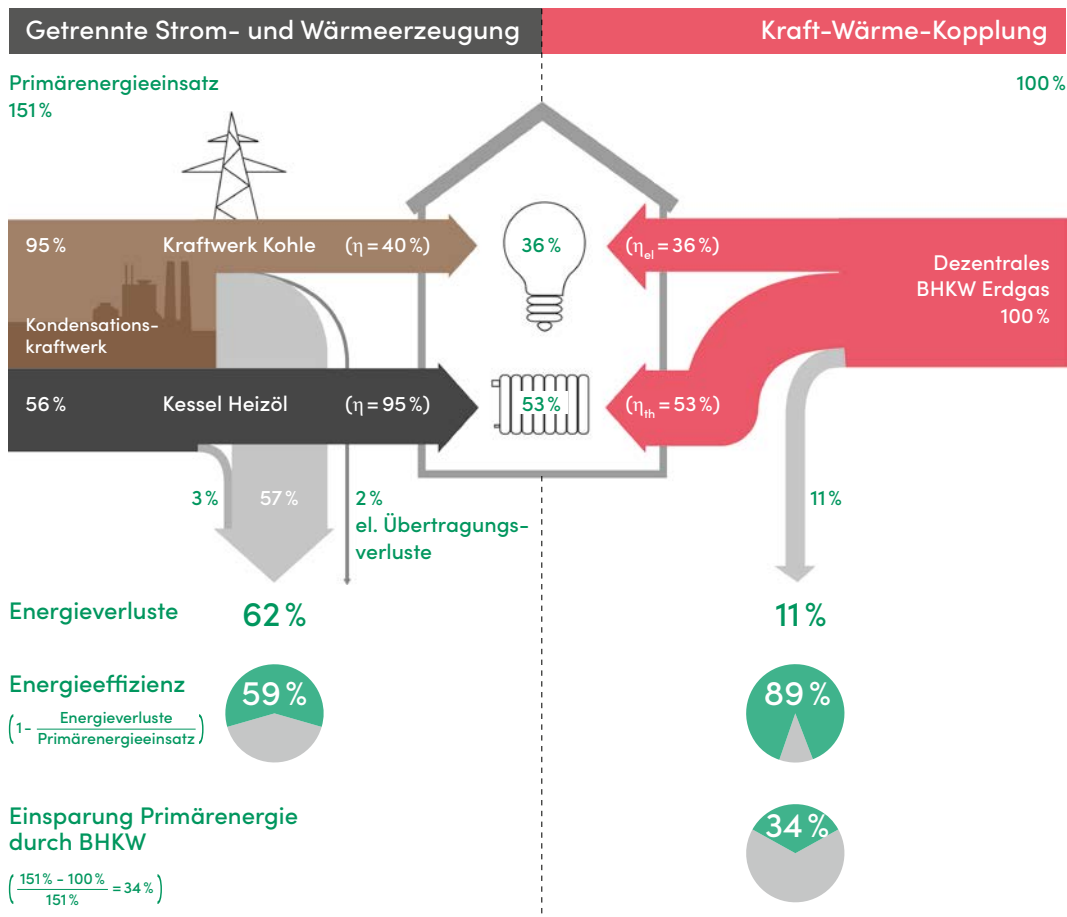 Getrennte Strom- und Wärmeerzeugung
Kraft-Wärme-Kopplung
Primärenergieeinsatz
151 %
100 %
95 %
Kraftwerk Kohle
(η = 40 %)
36 %
(ηel = 36 %)
Dezentrales
BHKW Erdgas
100 %
Kondensations-
kraftwerk
56 %
Kessel Heizöl
(η = 95 %)
53 %
(ηth = 53 %)
3 %
57 %
2 %
el. Übertragungs-
verluste
11 %
Energieverluste
62 %
11 %
Energieeffizienz
59 %
89 %
(1 - Energieverluste
Primärenergieeinsatz)
Einsparung Primärenergie
durch BHKW
34 %
(151 % - 100 %
151 % = 34 %)